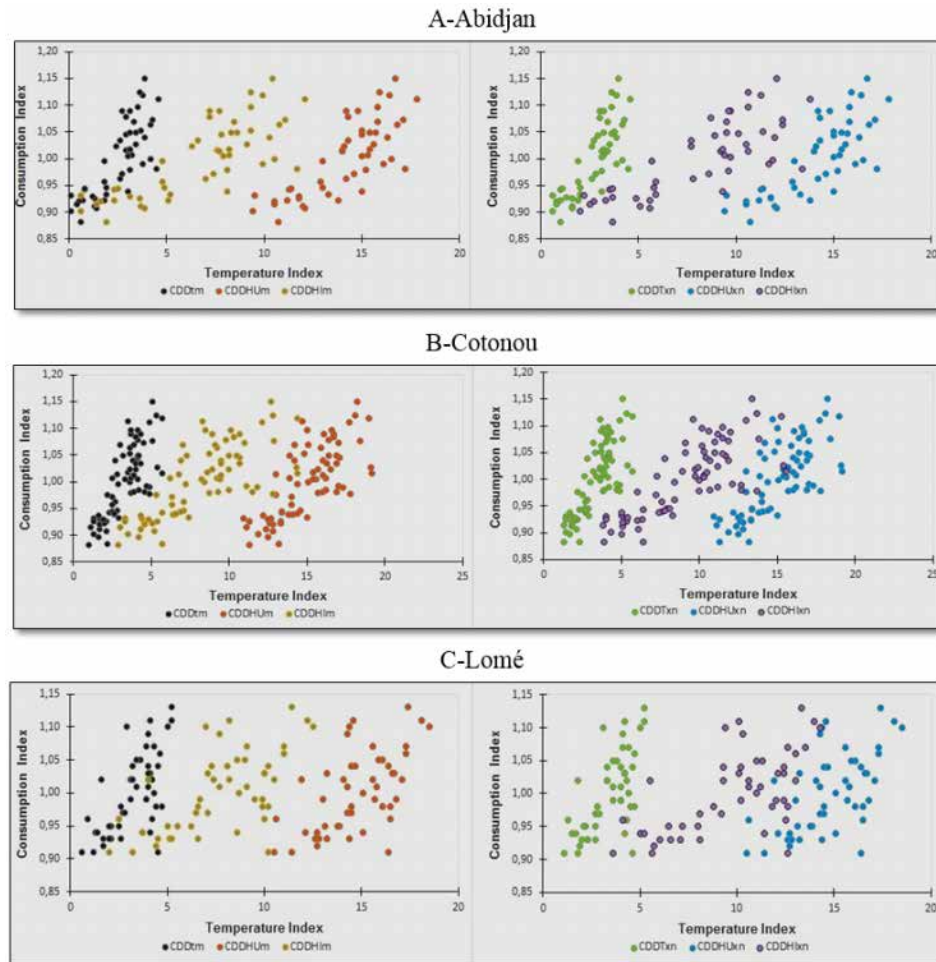 A-Abidjan
1,20
1,15
1,10
1,05
1,00
0,95
0,90
0,85
Consumption Index
0 5 10 15 20
Temperature Index
CDDtm CDDHUm CDDHIm
1,20
1,15
1,10
1,05
1,00
0,95
0,90
0,85
Consumption Index
0 5 10 15 20
Temperature Index
CDDTxn CDDHUxn CDDHIxn
B-Cotonou
1,20
1,15
1,10
1,05
1,00
0,95
0,90
0,85
Consumption Index
0 5 10 15 20 25
Temperature Index
CDDtm CDDHUm CDDHIm
1,20
1,15
1,10
1,05
1,00
0,95
0,90
0,85
Consumption Index
0 5 10 15 20 25
Temperature Index
CDDTxn CDDHUxn CDDHIxn
C-Lomé
1,15
1,10
1,05
1,00
0,95
0,90
0,85
Consumption Index
0 5 10 15 20
Temperature Index
CDDtm CDDHUm CDDHIm
1,15
1,10
1,05
1,00
0,95
0,90
0,85
Consumption Index
0 5 10 15 20
Temperature Index
CDDTxn CDDHUxn CDDHIxn